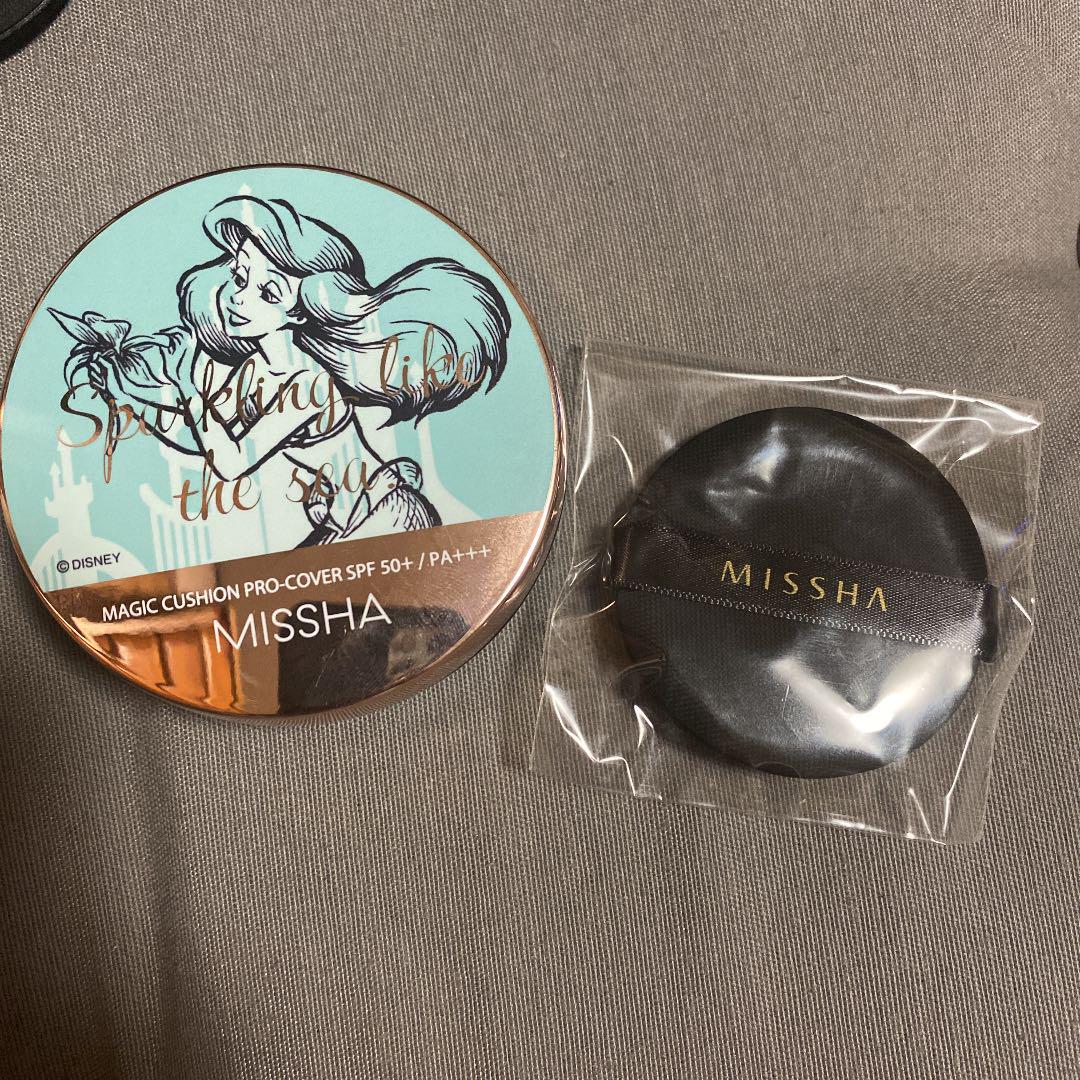 Sparkling like
the sea.
© DISNEY
MAGIC CUSHION PRO-COVER SPF 50+ / PA+++
MISSHA
MISSHA